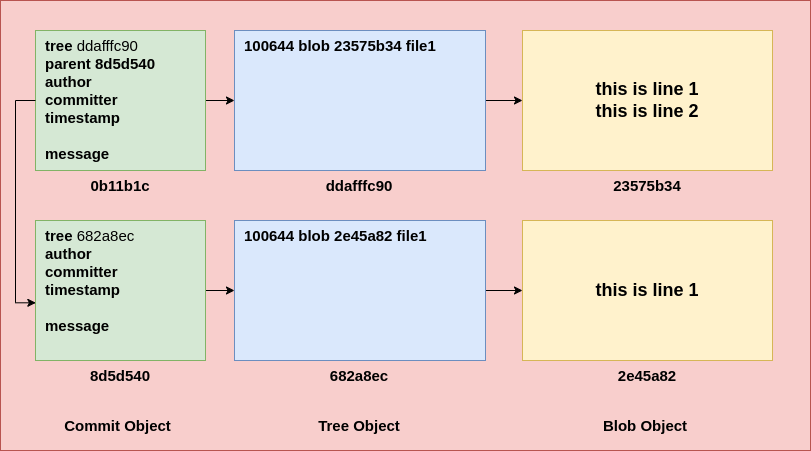 tree ddafffc90
parent 8d5d540
author
committer
timestamp
message
0b11b1c
100644 blob 23575b34 file1
ddafffc90
this is line 1
this is line 2
23575b34
tree 682a8ec
author
committer
timestamp
message
8d5d540
100644 blob 2e45a82 file1
682a8ec
this is line 1
2e45a82
Commit Object
Tree Object
Blob Object